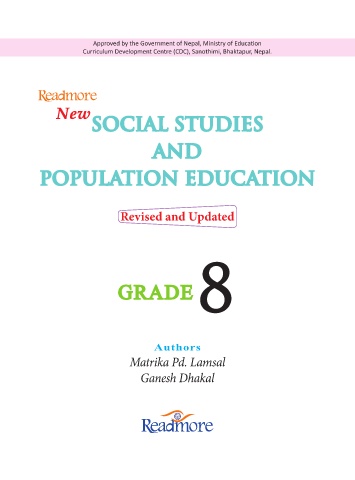 Approved by the Government of Nepal, Ministry of Education
Curriculum Development Centre (CDC), Sanothimi, Bhaktapur, Nepal.
Readmore
New SOCIAL STUDIES
AND
POPULATION EDUCATION
Revised and Updated
GRADE 8
Authors
Matrika Pd. Lamsal
Ganesh Dhakal
Readmore